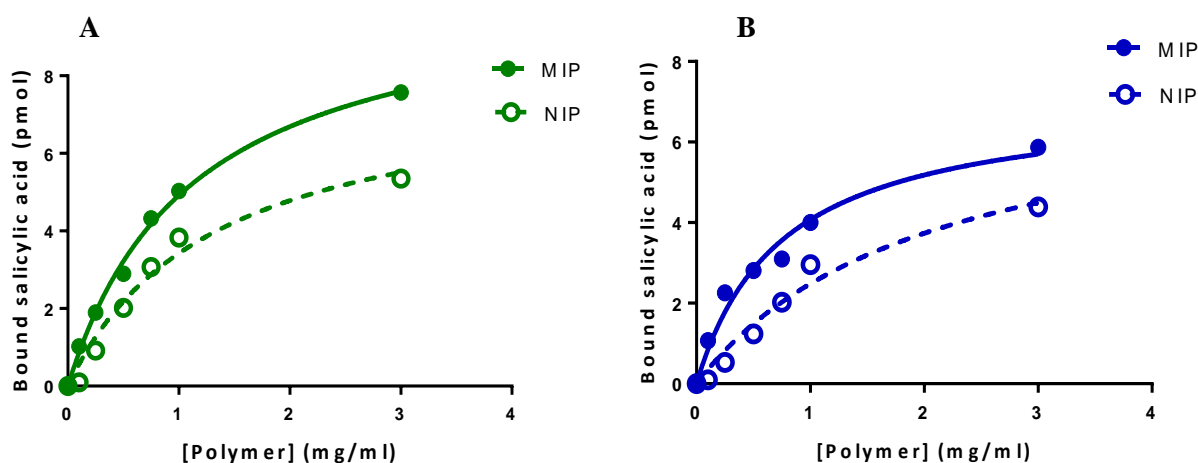 A
Bound salicylic acid (pmol)
8
6
4
2
0
0 1 2 3 4
[Polymer] (mg/ml)
MIP
NIP
B
Bound salicylic acid (pmol)
8
6
4
2
0
0 1 2 3 4
[Polymer] (mg/ml)
MIP
NIP